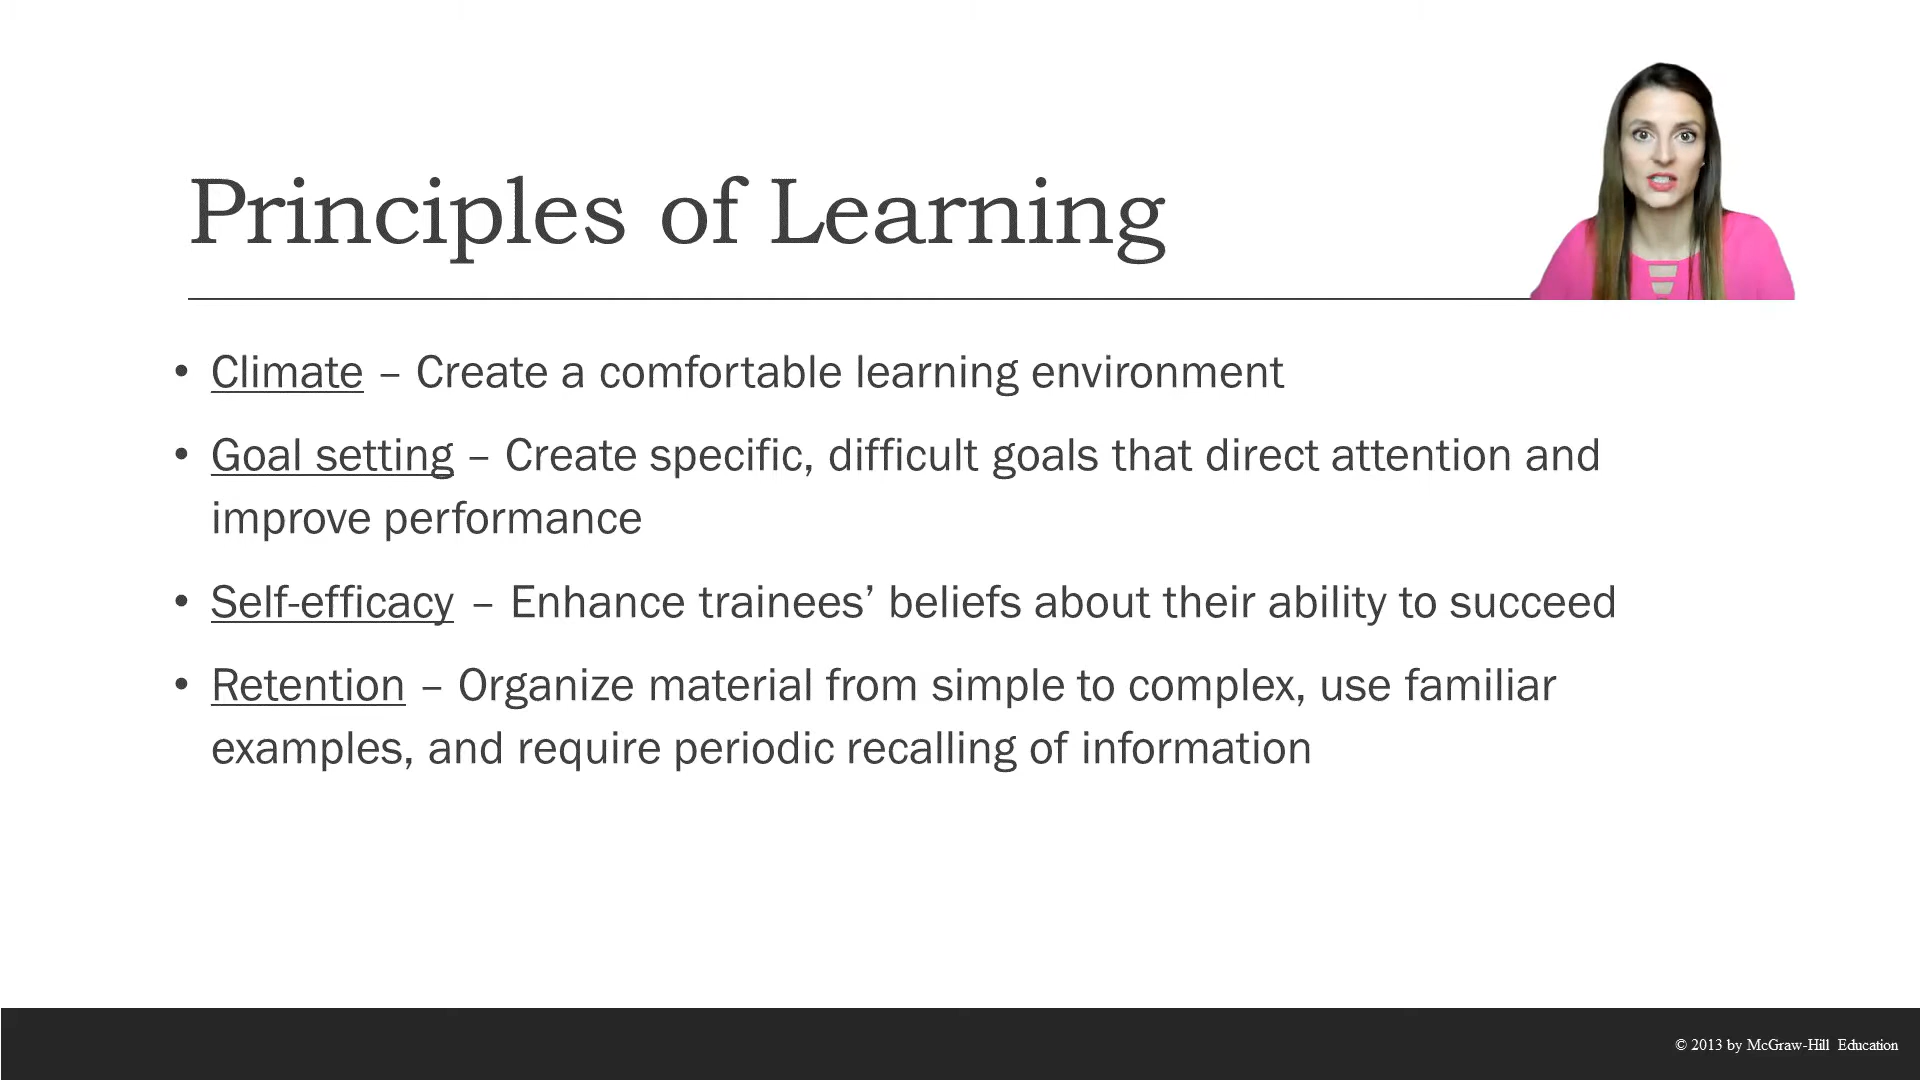 Principles of Learning
• Climate – Create a comfortable learning environment
• Goal setting – Create specific, difficult goals that direct attention and
improve performance
• Self-efficacy – Enhance trainees’ beliefs about their ability to succeed
• Retention – Organize material from simple to complex, use familiar
examples, and require periodic recalling of information
© 2013 by McGraw-Hill Education